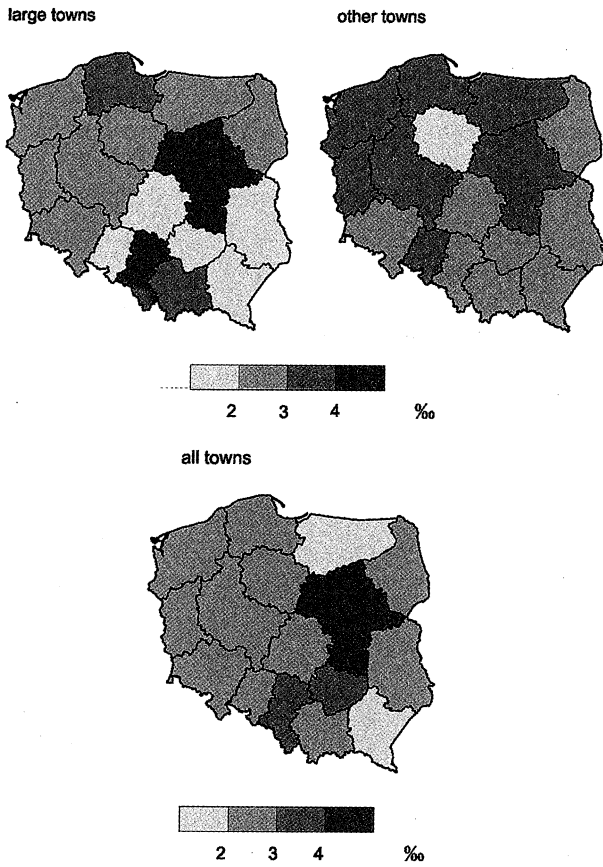 large towns
other towns
2 3 4 ‰
all towns
2 3 4 ‰